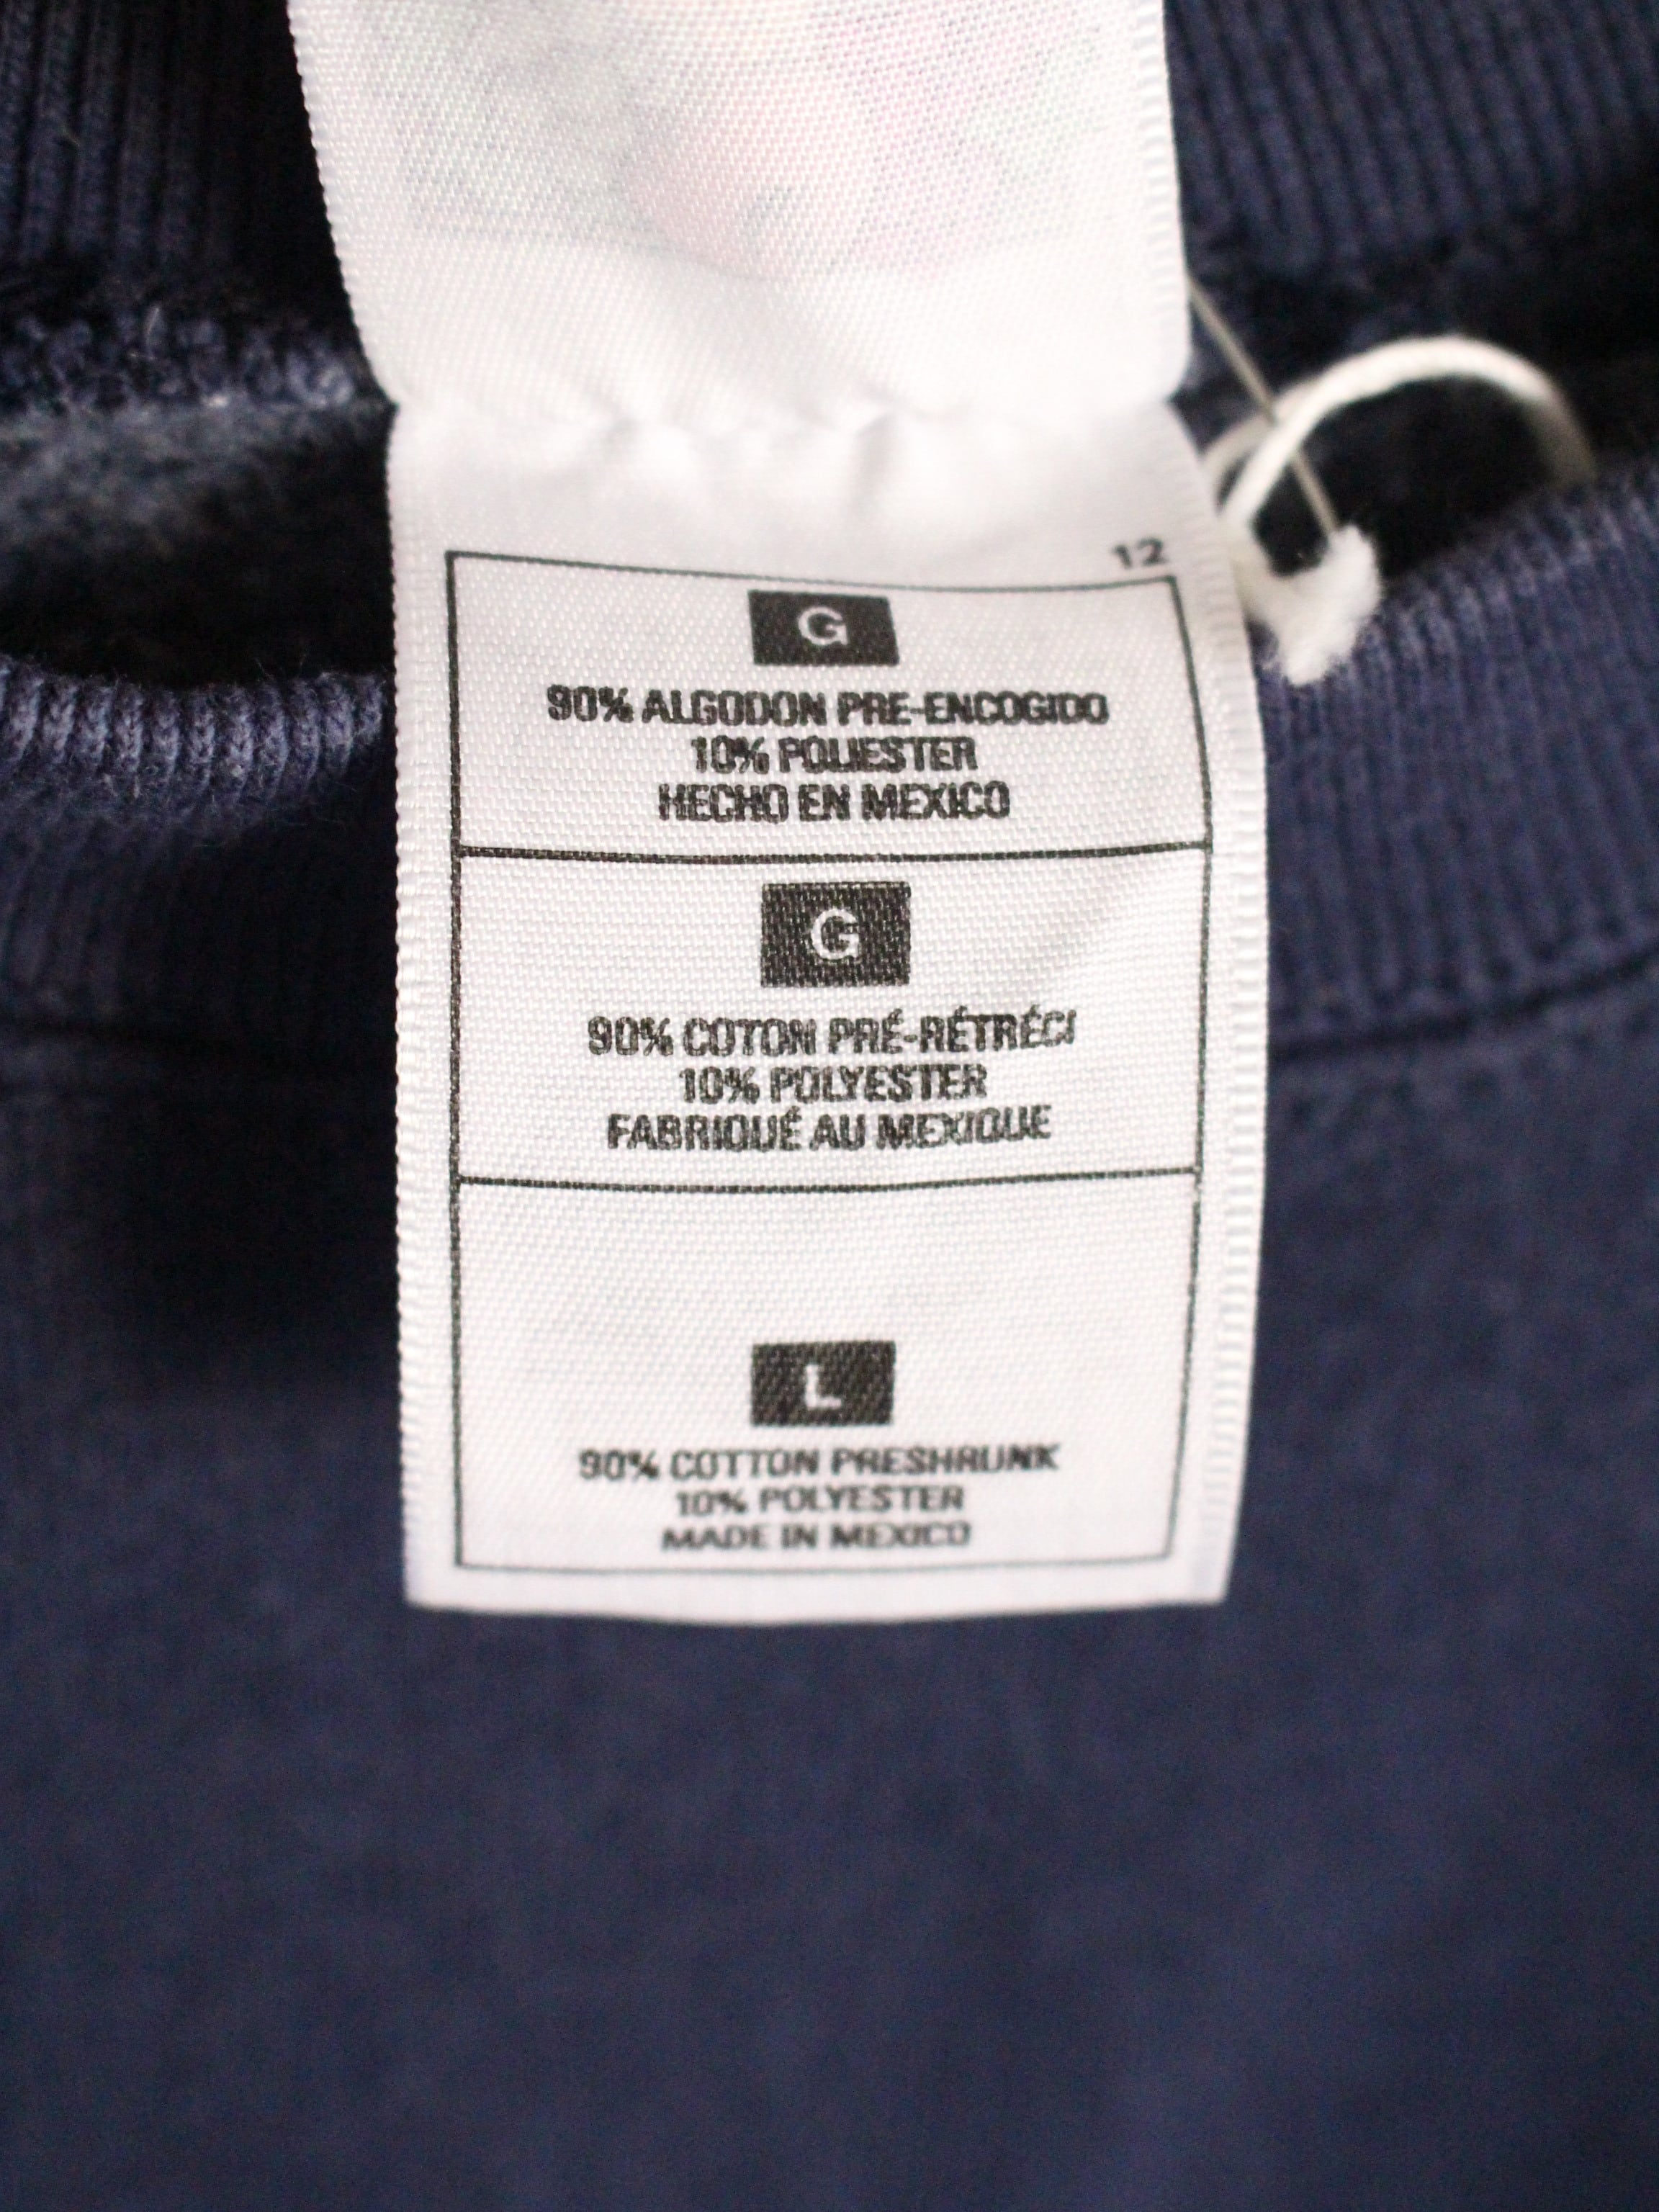 12
G
90% ALGODON PRE-ENCOGIDO
10% POLIESTER
HECHO EN MEXICO
G
90% COTON PRÉ-RÉTRÉCI
10% POLYESTER
FABRIQUÉ AU MEXIQUE
L
90% COTTON PRESHRUNK
10% POLYESTER
MADE IN MEXICO